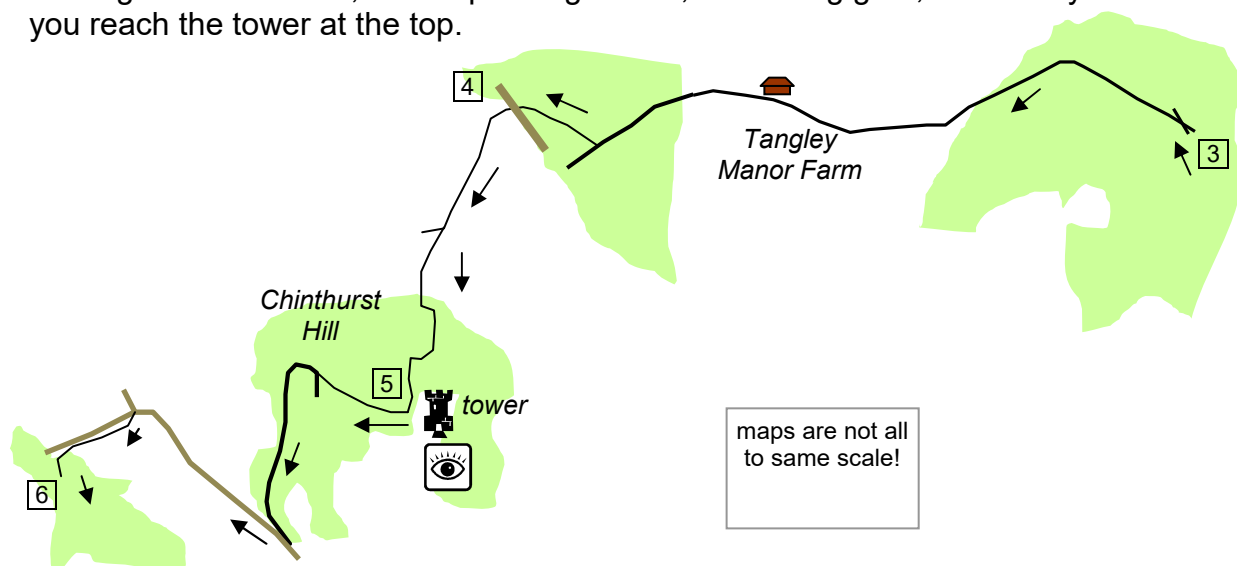 you reach the tower at the top.
4
Tangley
Manor Farm
3
Chinthurst
Hill
5
tower
maps are not all
to same scale!
6